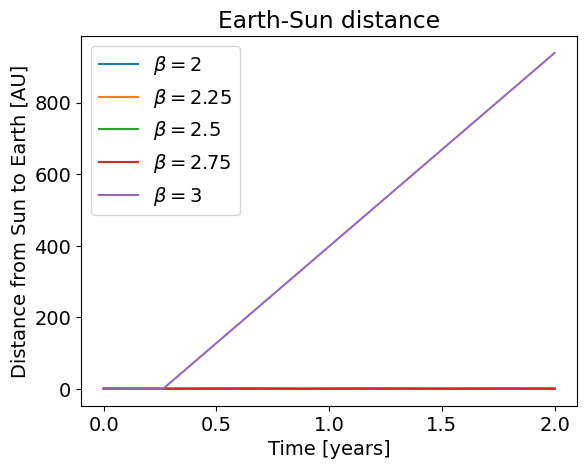 Earth-Sun distance
Distance from Sun to Earth [AU]
β = 2
β = 2.25
β = 2.5
β = 2.75
β = 3
800
600
400
200
0
0.0 0.5 1.0 1.5 2.0
Time [years]